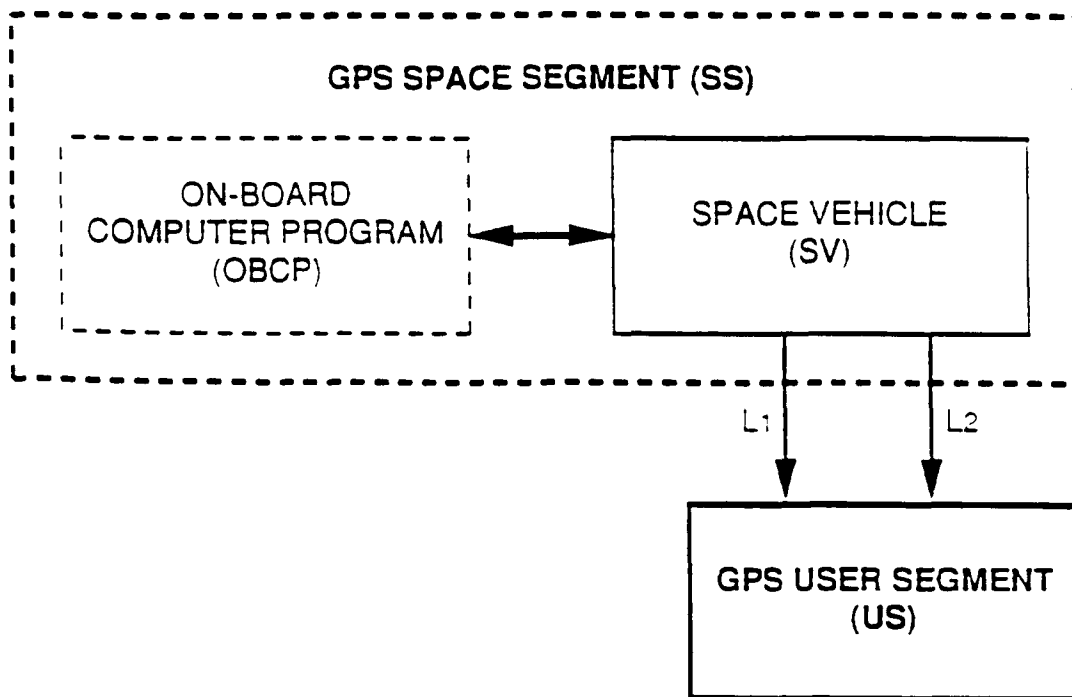 GPS SPACE SEGMENT (SS)
ON-BOARD
COMPUTER PROGRAM
(OBCP)
SPACE VEHICLE
(SV)
L1
L2
GPS USER SEGMENT
(US)